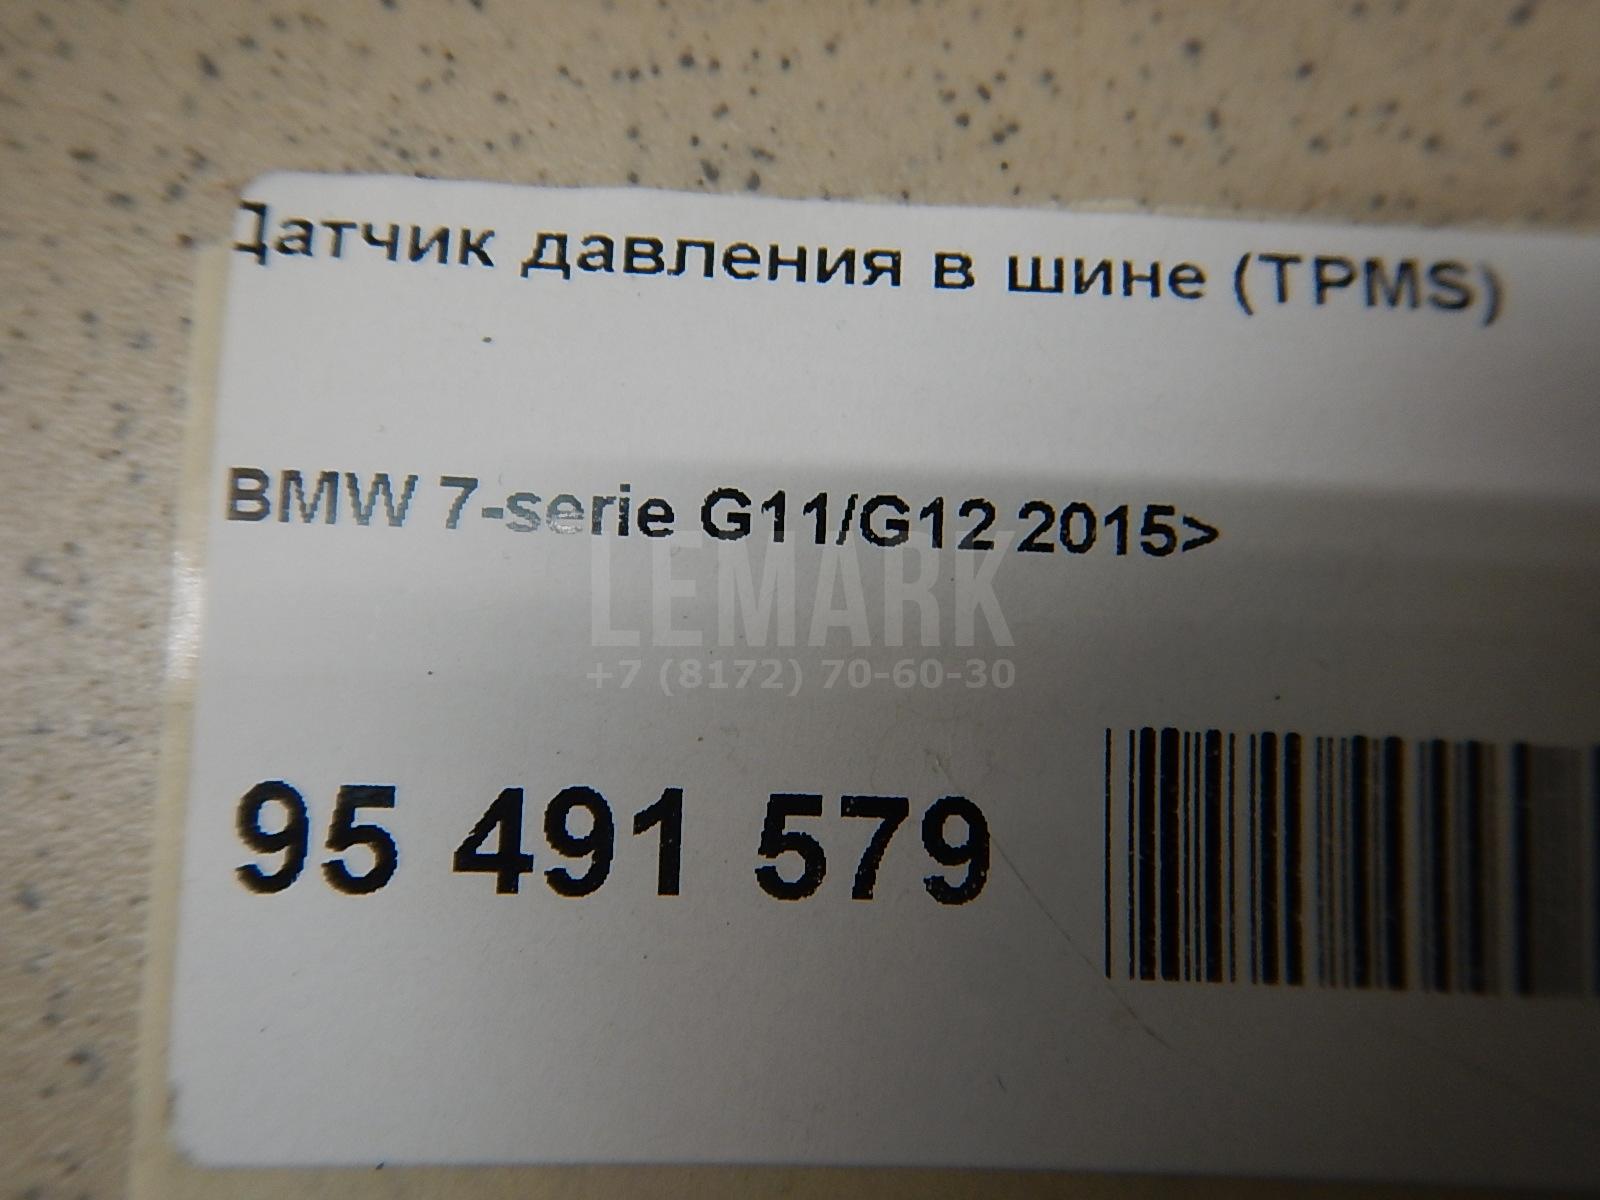 Датчик давления в шине (TPMS)
BMW 7-serie G11/G12 2015>
LEMARK
+7 (8172) 70-60-30
95 491 579